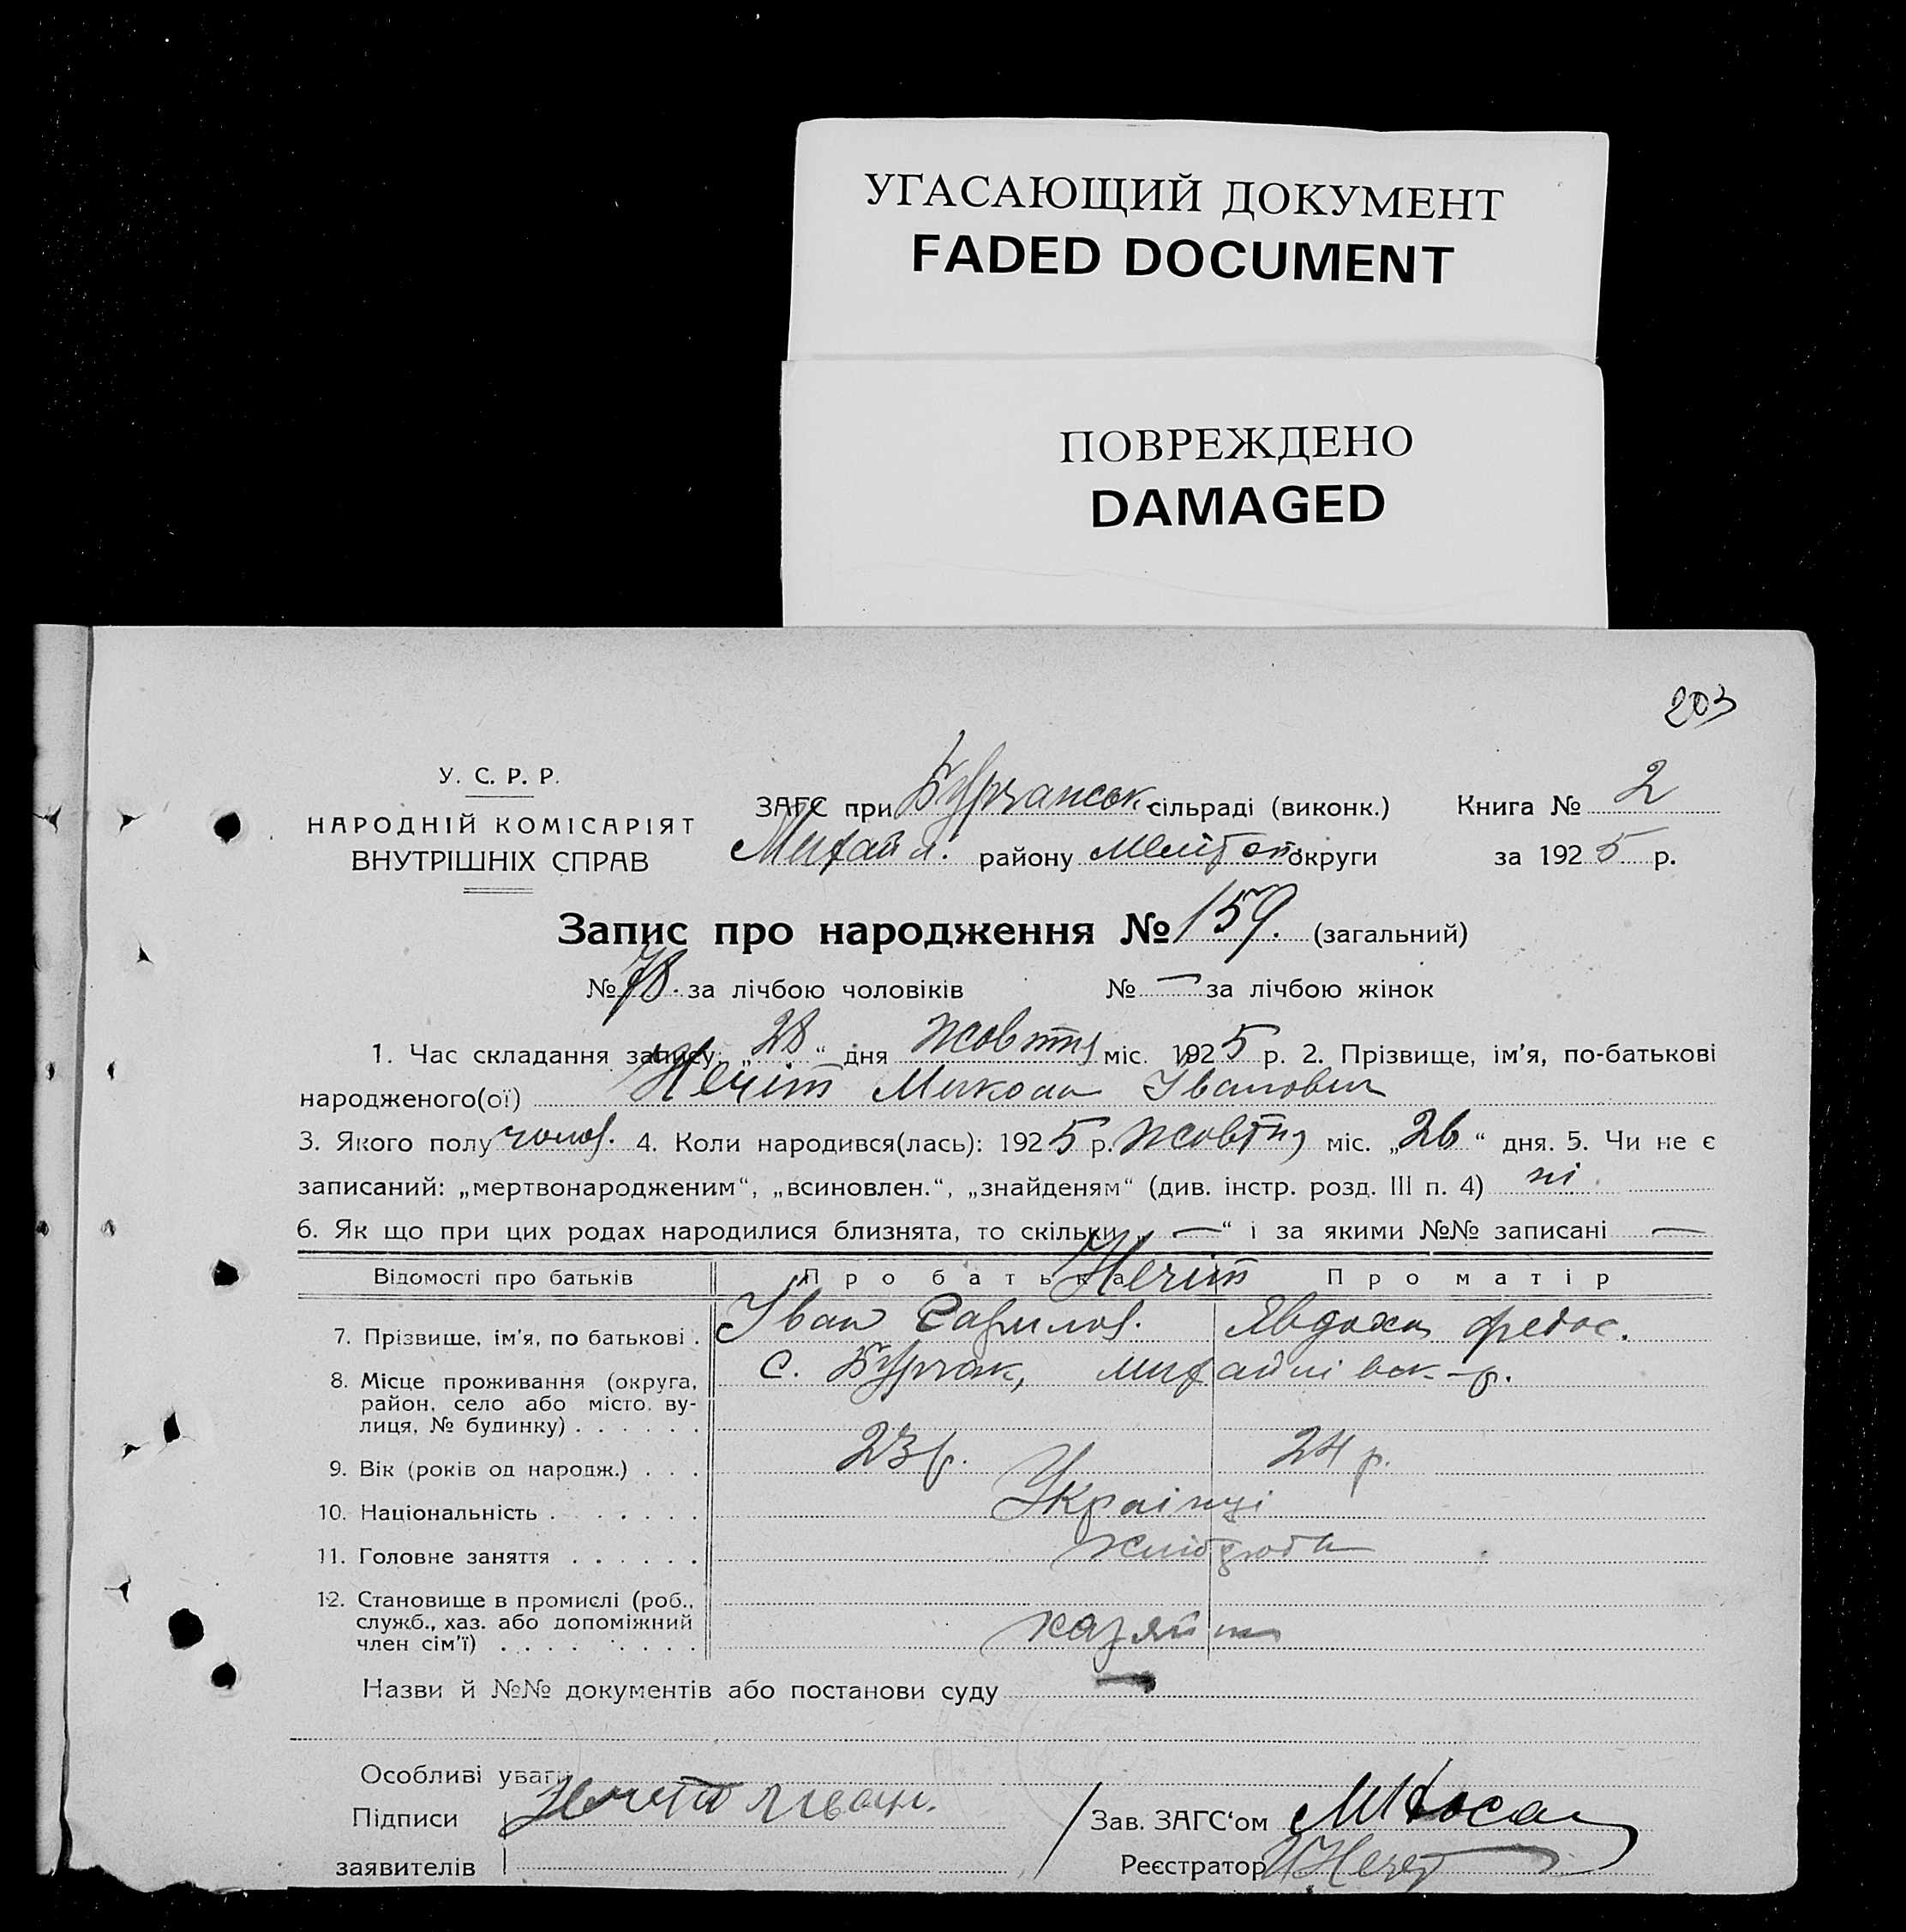 УГАСАЮЩИЙ ДОКУМЕНТ
FADED DOCUMENT
ПОВРЕЖДЕНО
DAMAGED
203
У. С. Р. Р.
НАРОДНІЙ КОМІСАРІЯТ
ВНУТРІШНІХ СПРАВ
ЗАГС при Бурчанськ. сільраді (виконк.) Книга № 2
Михайл. району Меліт оп. округи за 1925 р.
Запис про народження № 159. (загальний)
№ 78. за лічбою чоловіків № — за лічбою жінок
1. Час складання запису: „28“ дня жовтня міс. 1925 р. 2. Прізвище, ім'я, по-батькові
народженого(ої) Нечіт Микола Іванович
3. Якого полу чолов. 4. Коли народився(лась): 1925 р. жовтня міс. „26“ дня. 5. Чи не є
записаний: „мертвонародженим“, „всиновлен.“, „знайденям“ (див. інстр. розд. III п. 4) ні
6. Як що при цих родах народилися близнята, то скільки „—“ і за якими №№ записані —
Відомості про батьків Про батька Нечіт Про матір
7. Прізвище, ім'я, по батькові . Іван Гаврилов. Явдоха Федос.
8. Місце проживання (округа, с. Бурчак, михайлівськ. р.
район, село або місто, ву-
лиця, № будинку) . . . . . .
9. Вік (років од народж.) . . . 23 р. 24 р.
10. Національність . . . . . . Українці
11. Головне заняття . . . . . . хліборób
12. Становище в промислі (роб.,
служб., хаз. або допоміжний
член сім'ї) . . . . . . . . . хазяїн
Назви й №№ документів або постанови суду —
Особливі уваги
Підписи Нечіт Іван.
заявителів
Зав. ЗАГС'ом
Реєстратор